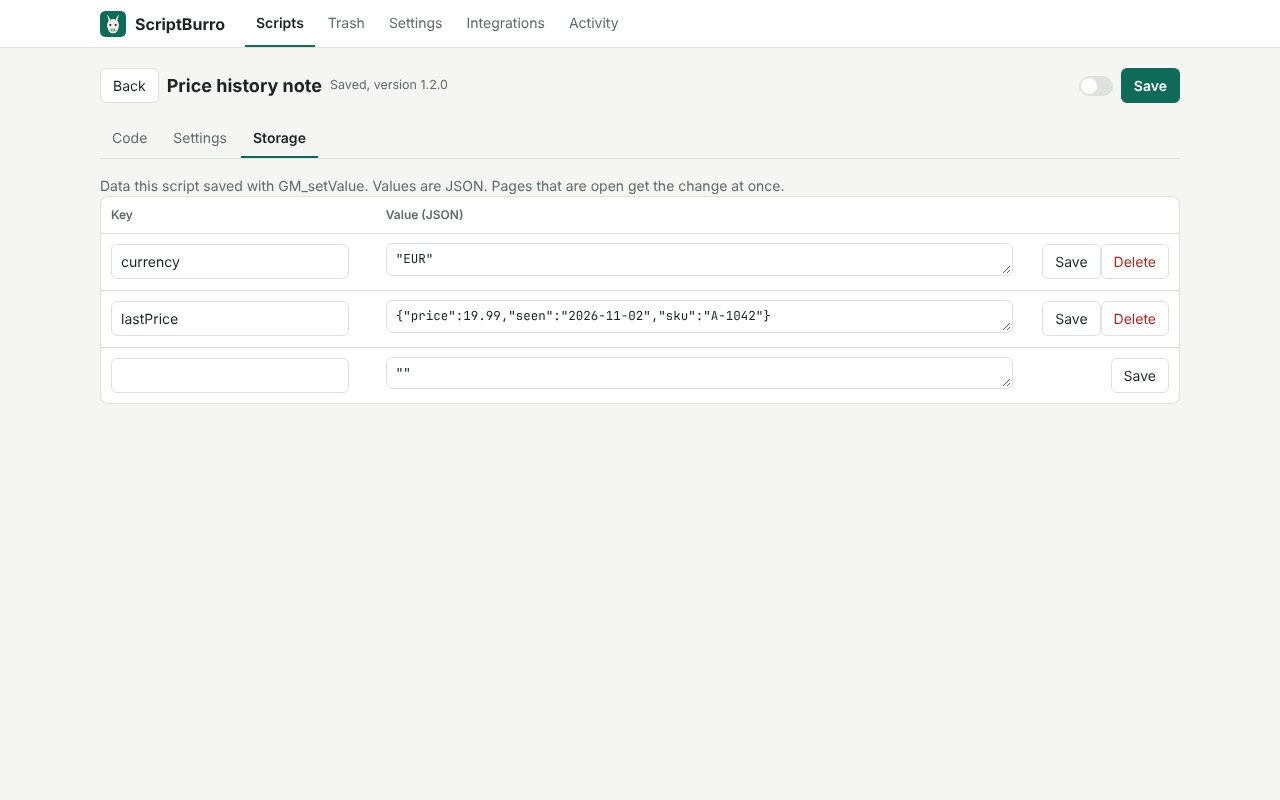 ScriptBurro Scripts Trash Settings Integrations Activity
Back Price history note Saved, version 1.2.0 Save
Code Settings Storage
Data this script saved with GM_setValue. Values are JSON. Pages that are open get the change at once.
Key Value (JSON)
currency "EUR" Save Delete
lastPrice {"price":19.99,"seen":"2026-11-02","sku":"A-1042"} Save Delete
"" Save